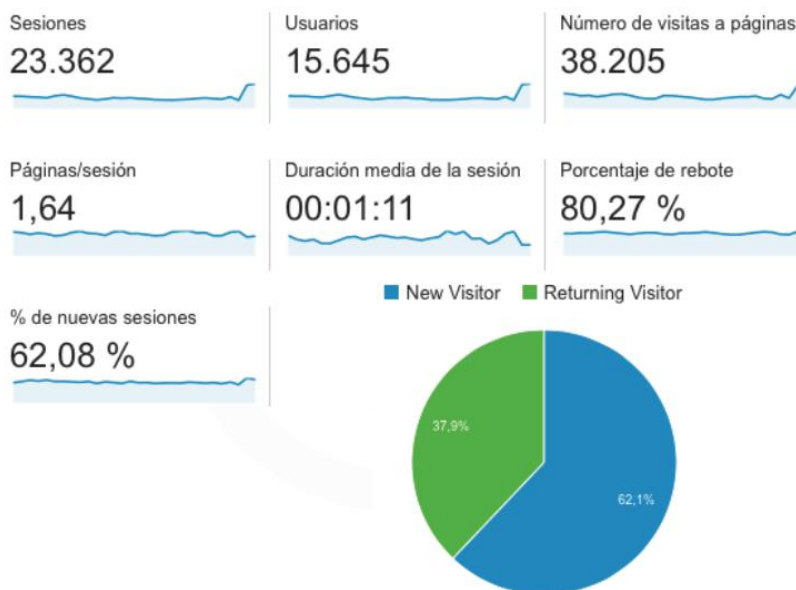 Sesiones
23.362
Usuarios
15.645
Número de visitas a páginas
38.205
Páginas/sesión
1,64
Duración media de la sesión
00:01:11
Porcentaje de rebote
80,27 %
% de nuevas sesiones
62,08 %
New Visitor
Returning Visitor
37,9%
62,1%